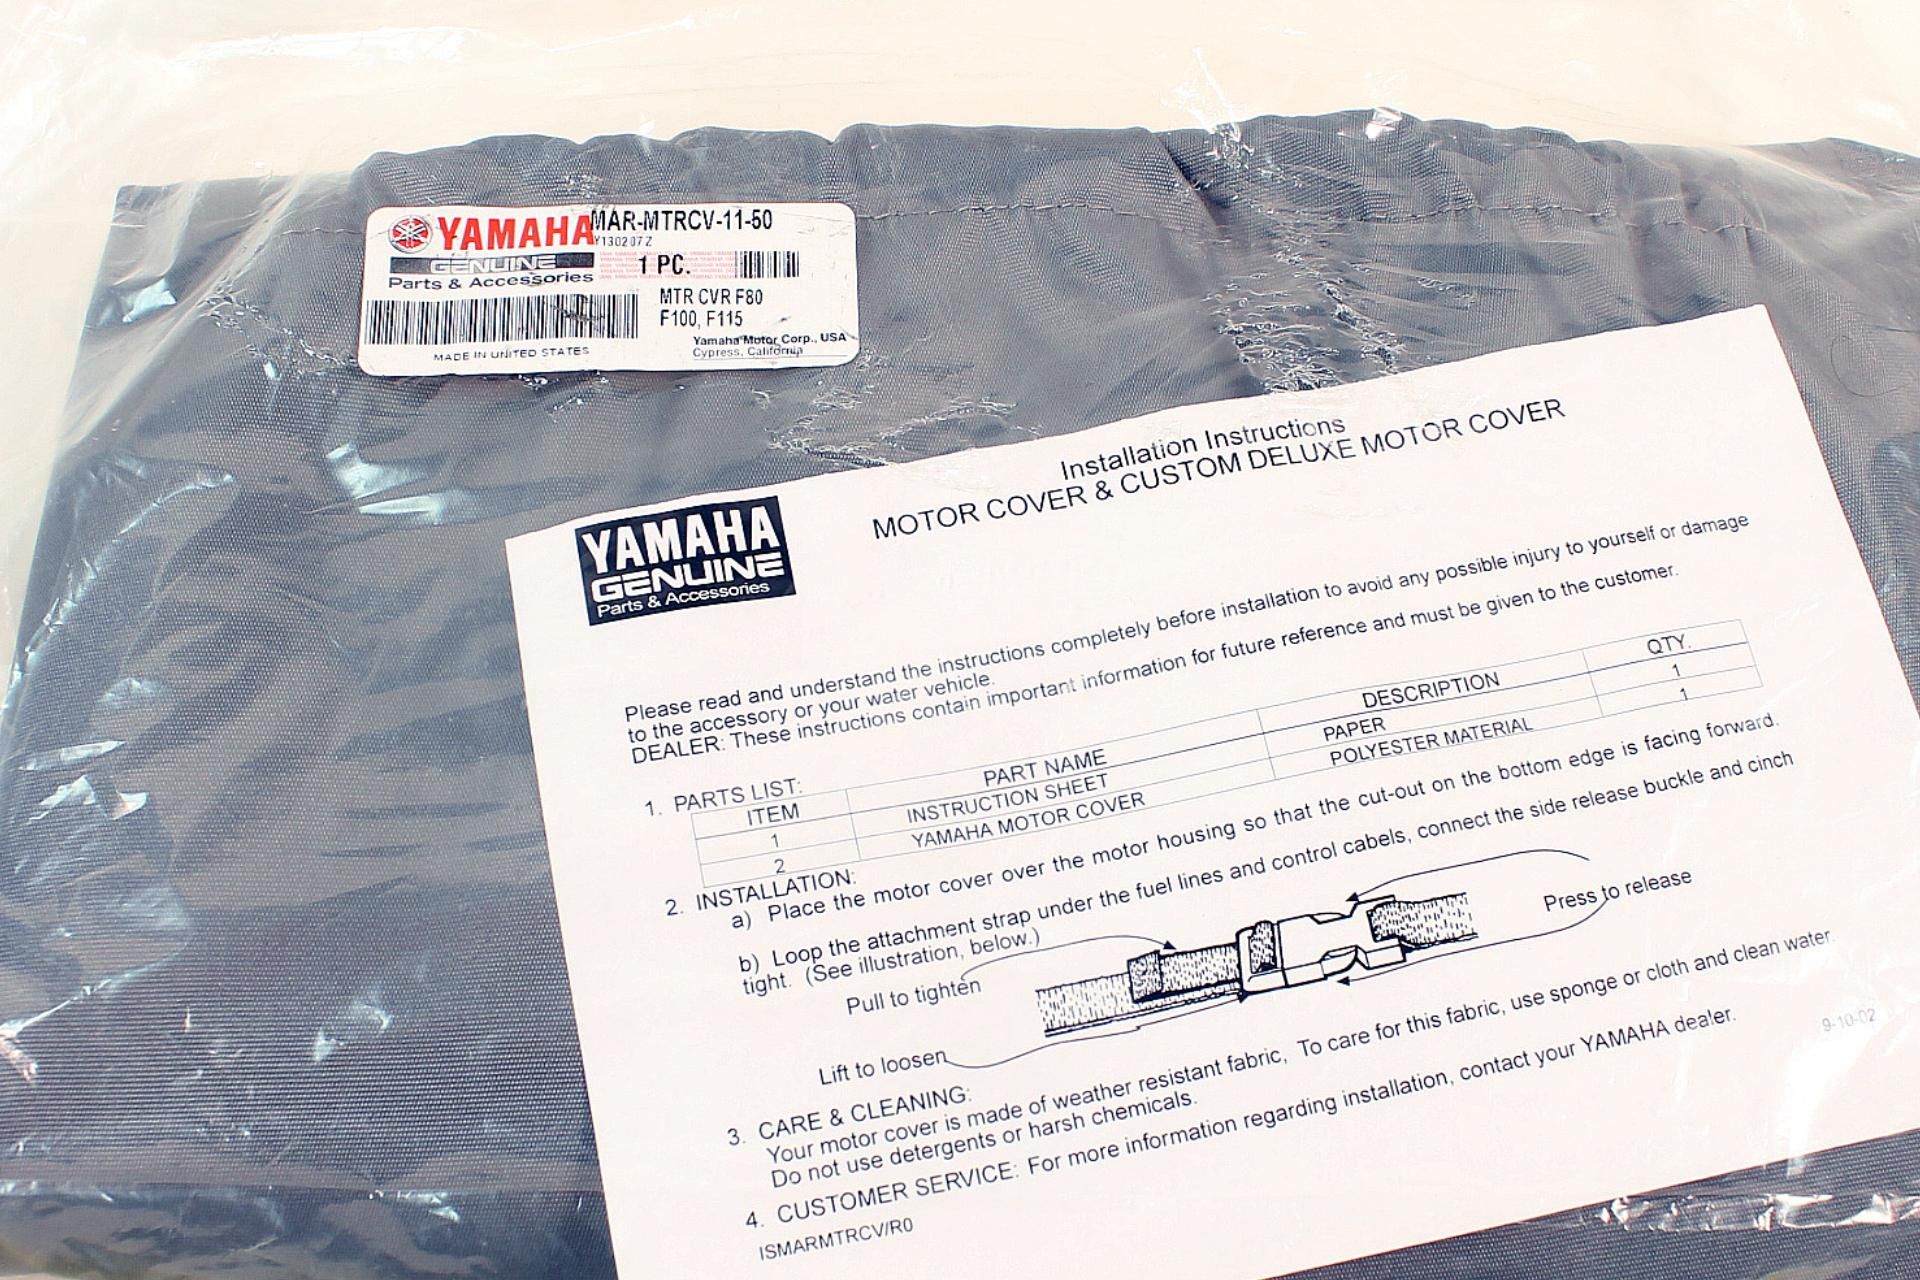 YAMAHA MAR-MTRCV-11-50
Y130207Z
GENUINE 1 PC.
Parts & Accessories
MTR CVR F80
F100, F115
Yamaha Motor Corp., USA
MADE IN UNITED STATES Cypress, California
Installation Instructions
MOTOR COVER & CUSTOM DELUXE MOTOR COVER
YAMAHA
GENUINE
Parts & Accessories
Please read and understand the instructions completely before installation to avoid any possible injury to yourself or damage
to the accessory or your water vehicle.
DEALER: These instructions contain important information for future reference and must be given to the customer.
1. PARTS LIST:
ITEM PART NAME DESCRIPTION QTY.
1 INSTRUCTION SHEET PAPER 1
2 YAMAHA MOTOR COVER POLYESTER MATERIAL 1
2. INSTALLATION:
a) Place the motor cover over the motor housing so that the cut-out on the bottom edge is facing forward.
b) Loop the attachment strap under the fuel lines and control cabels, connect the side release buckle and cinch
tight. (See illustration, below.)
Press to release
Pull to tighten
Lift to loosen
3. CARE & CLEANING:
Your motor cover is made of weather resistant fabric, To care for this fabric, use sponge or cloth and clean water.
Do not use detergents or harsh chemicals.
4. CUSTOMER SERVICE: For more information regarding installation, contact your YAMAHA dealer.
ISMARMTRCV/R0 9-10-02